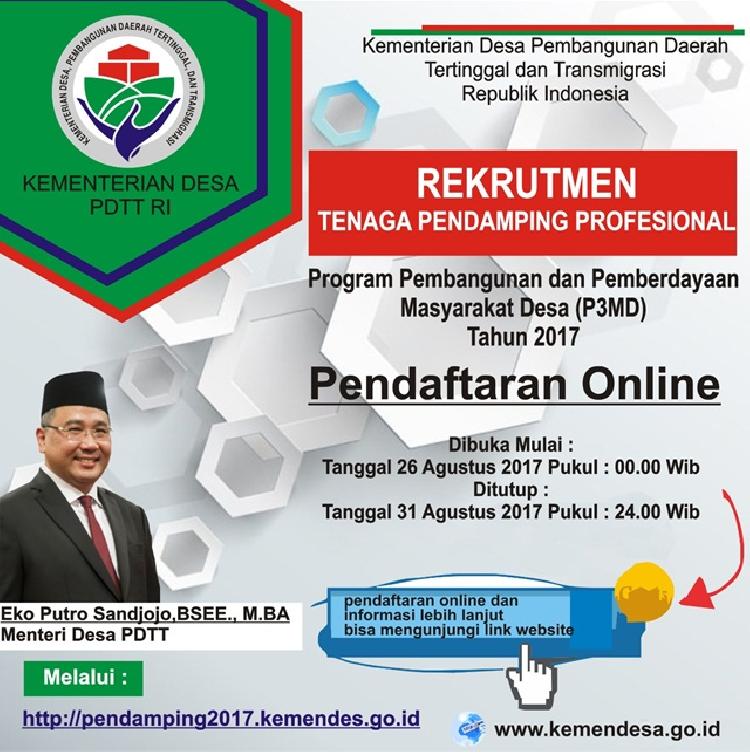 KEMENTERIAN DESA, PEMBANGUNAN DAERAH TERTINGGAL, DAN TRANSMIGRASI
KEMENTERIAN DESA
PDTT RI
Kementerian Desa Pembangunan Daerah
Tertinggal dan Transmigrasi
Republik Indonesia
REKRUTMEN
TENAGA PENDAMPING PROFESIONAL
Program Pembangunan dan Pemberdayaan
Masyarakat Desa (P3MD)
Tahun 2017
Pendaftaran Online
Dibuka Mulai :
Tanggal 26 Agustus 2017 Pukul : 00.00 Wib
Ditutup :
Tanggal 31 Agustus 2017 Pukul : 24.00 Wib
Eko Putro Sandjojo,BSEE., M.BA
Menteri Desa PDTT
pendaftaran online dan
informasi lebih lanjut
bisa mengunjungi link website
Melalui :
http://pendamping2017.kemendes.go.id
www.kemendesa.go.id